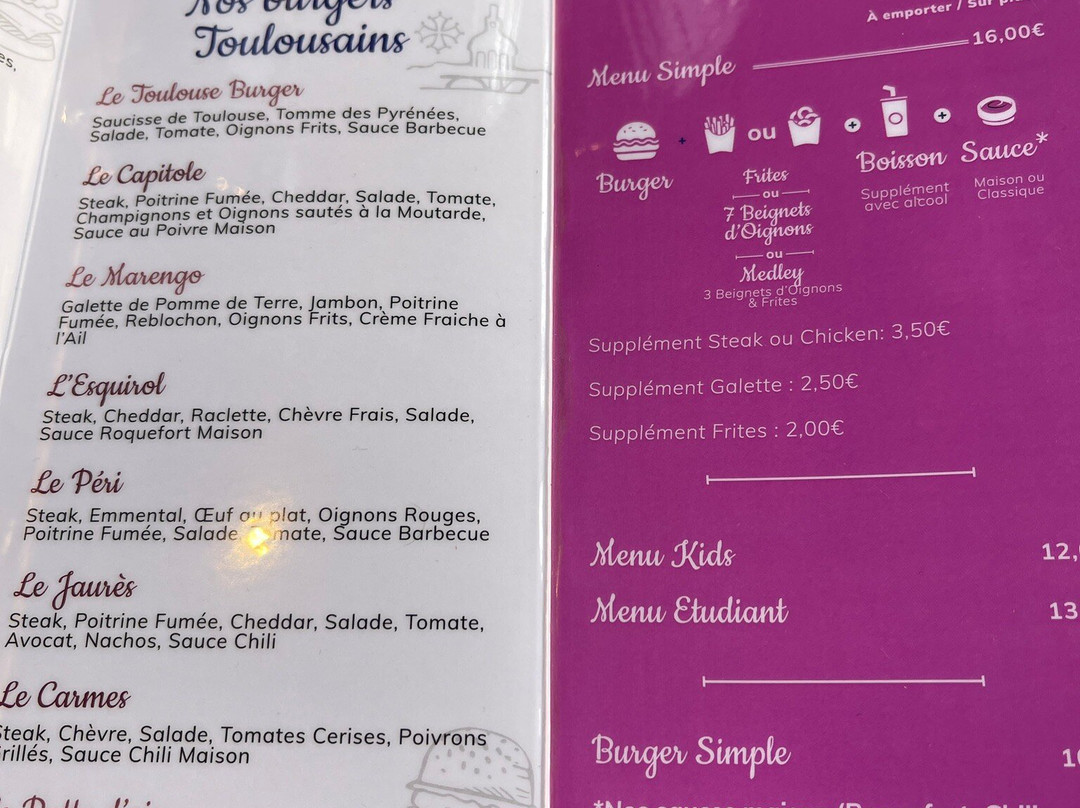 es,
Nos burgers
Toulousains
Le Toulouse Burger
Saucisse de Toulouse, Tomme des Pyrénées,
Salade, Tomate, Oignons Frits, Sauce Barbecue
Le Capitole
Steak, Poitrine Fumée, Cheddar, Salade, Tomate,
Champignons et Oignons sautés à la Moutarde,
Sauce au Poivre Maison
Le Marengo
Galette de Pomme de Terre, Jambon, Poitrine
Fumée, Reblochon, Oignons Frits, Crème Fraiche à
l'Ail
L'Esquirol
Steak, Cheddar, Raclette, Chèvre Frais, Salade,
Sauce Roquefort Maison
Le Péri
Steak, Emmental, Œuf au plat, Oignons Rouges,
Poitrine Fumée, Salade, Tomate, Sauce Barbecue
Le Jaurès
Steak, Poitrine Fumée, Cheddar, Salade, Tomate,
Avocat, Nachos, Sauce Chili
Le Carmes
Steak, Chèvre, Salade, Tomates Cerises, Poivrons
Grillés, Sauce Chili Maison
À emporter / Sur
Menu Simple 16,00€
+ ou + +
Burger
Frites
ou
7 Beignets
d'Oignons
ou
Medley
3 Beignets d'Oignons
& Frites
Boisson
Supplément
avec alcool
Sauce*
Maison ou
Classique
Supplément Steak ou Chicken: 3,50€
Supplément Galette : 2,50€
Supplément Frites : 2,00€
Menu Kids 12,
Menu Etudiant 13
Burger Simple 10